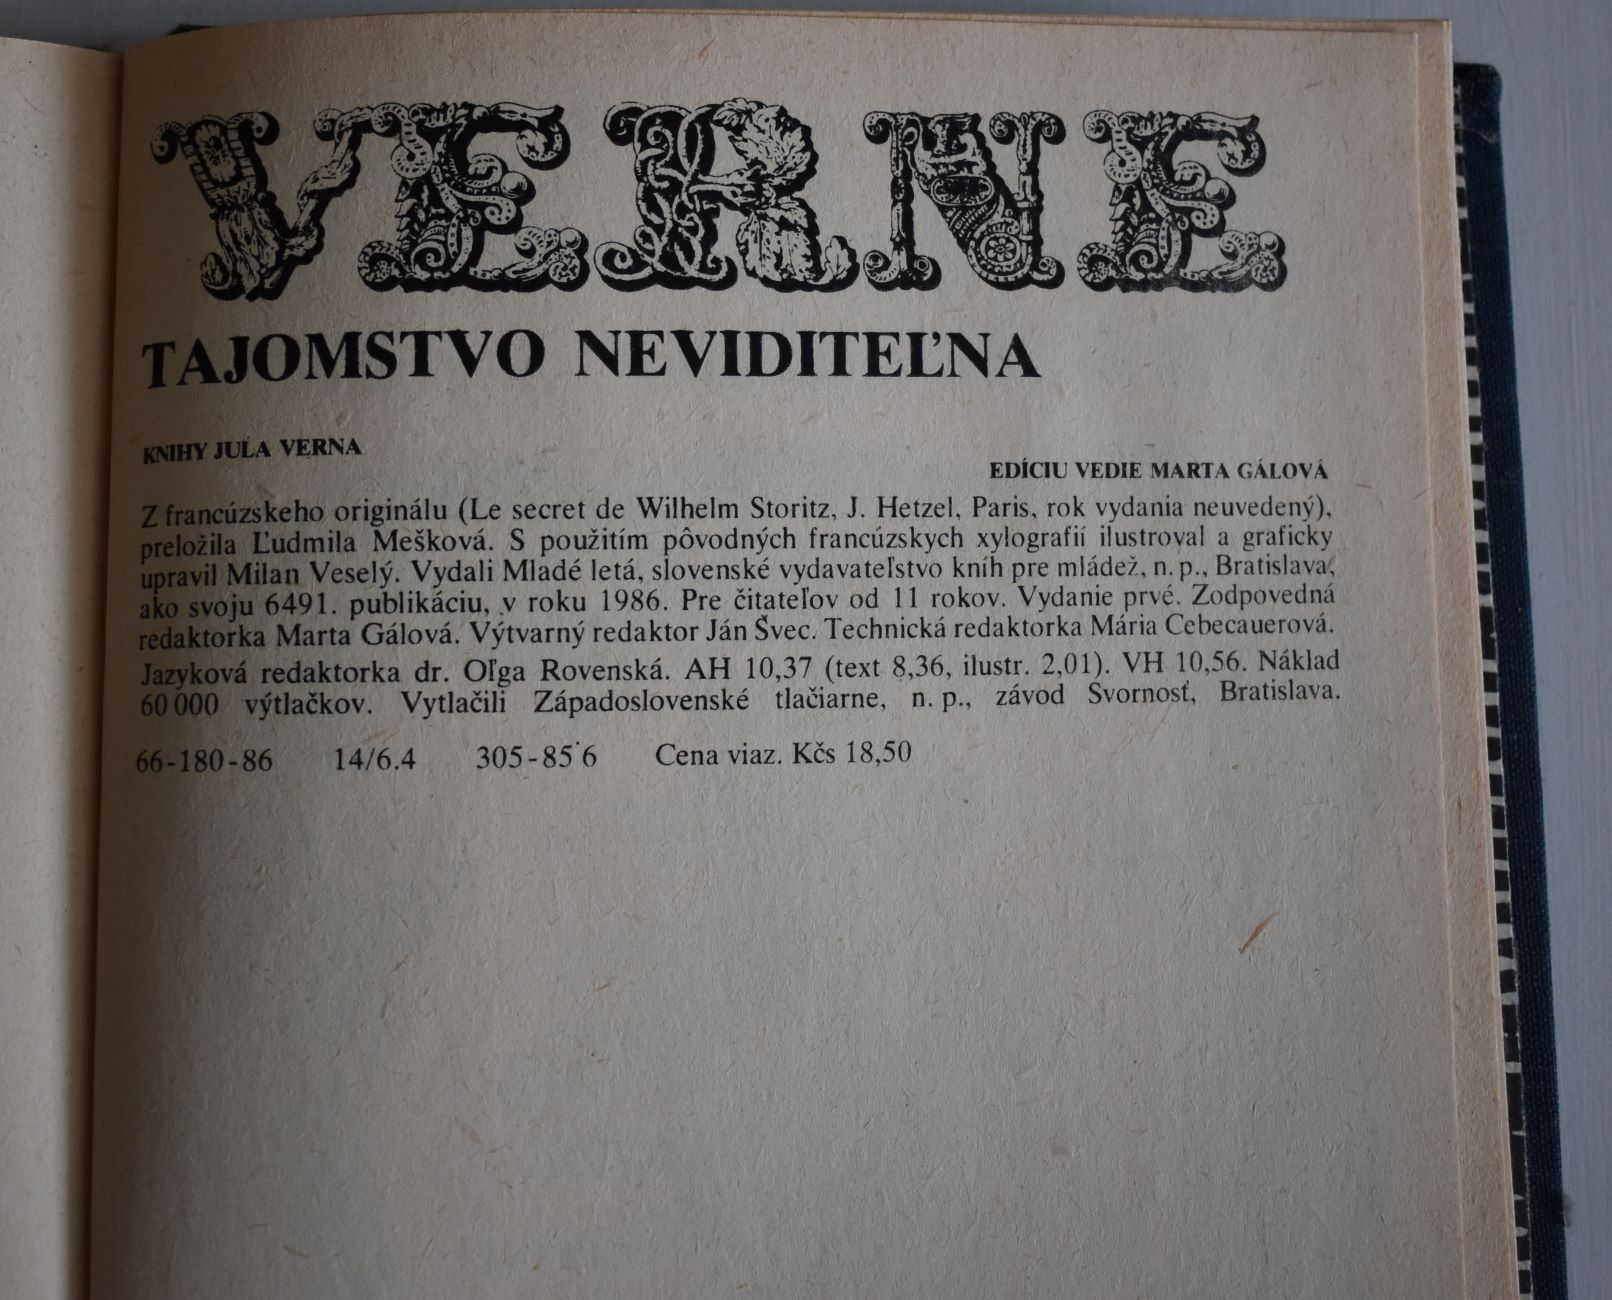 VERNE
TAJOMSTVO NEVIDITEĽNA
KNIHY JULA VERNA
EDÍCIU VEDIE MARTA GÁLOVÁ
Z francúzskeho originálu (Le secret de Wilhelm Storitz, J. Hetzel, Paris, rok vydania neuvedený),
preložila Ľudmila Mešková. S použitím pôvodných francúzskych xylografií ilustroval a graficky
upravil Milan Veselý. Vydali Mladé letá, slovenské vydavateľstvo kníh pre mládež, n. p., Bratislava,
ako svoju 6491. publikáciu, v roku 1986. Pre čitateľov od 11 rokov. Vydanie prvé. Zodpovedná
redaktorka Marta Gálová. Výtvarný redaktor Ján Švec. Technická redaktorka Mária Cebecauerová.
Jazyková redaktorka dr. Oľga Rovenská. AH 10,37 (text 8,36, ilustr. 2,01). VH 10,56. Náklad
60 000 výtlačkov. Vytlačili Západoslovenské tlačiarne, n. p., závod Svornosť, Bratislava.
66-180-86 14/6.4 305-85 6 Cena viaz. Kčs 18,50